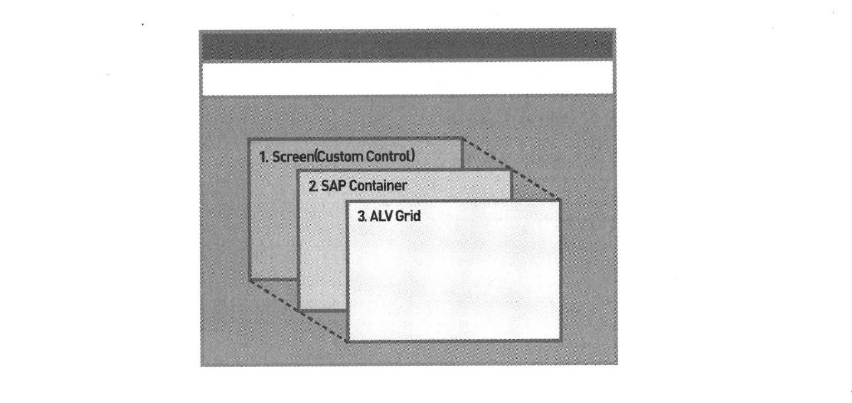 1. Screen(Custom Control)
2. SAP Container
3. ALV Grid